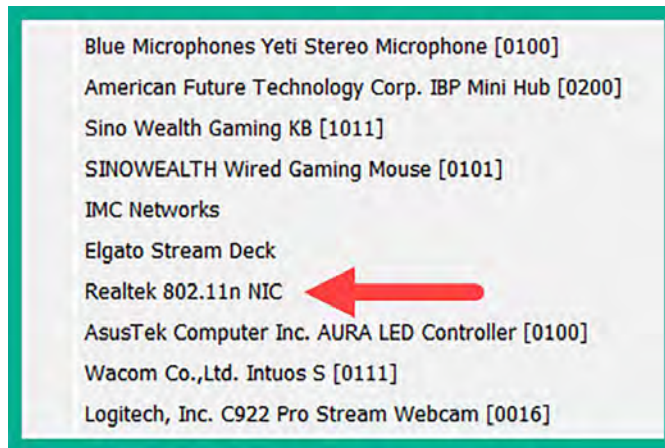 Blue Microphones Yeti Stereo Microphone [0100]
American Future Technology Corp. IBP Mini Hub [0200]
Sino Wealth Gaming KB [1011]
SINOWEALTH Wired Gaming Mouse [0101]
IMC Networks
Elgato Stream Deck
Realtek 802.11n NIC
AsusTek Computer Inc. AURA LED Controller [0100]
Wacom Co.,Ltd. Intuos S [0111]
Logitech, Inc. C922 Pro Stream Webcam [0016]